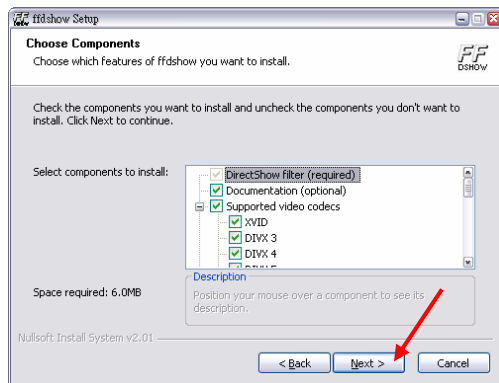 ffdshow Setup
Choose Components
Choose which features of ffdshow you want to install.
FF
DSHOW
Check the components you want to install and uncheck the components you don't want to
install. Click Next to continue.
Select components to install:
DirectShow filter (required)
Documentation (optional)
Supported video codecs
XVID
DIVX 3
DIVX 4
Description
Position your mouse over a component to see its
description.
Space required: 6.0MB
Nullsoft Install System v2.01
< Back
Next >
Cancel